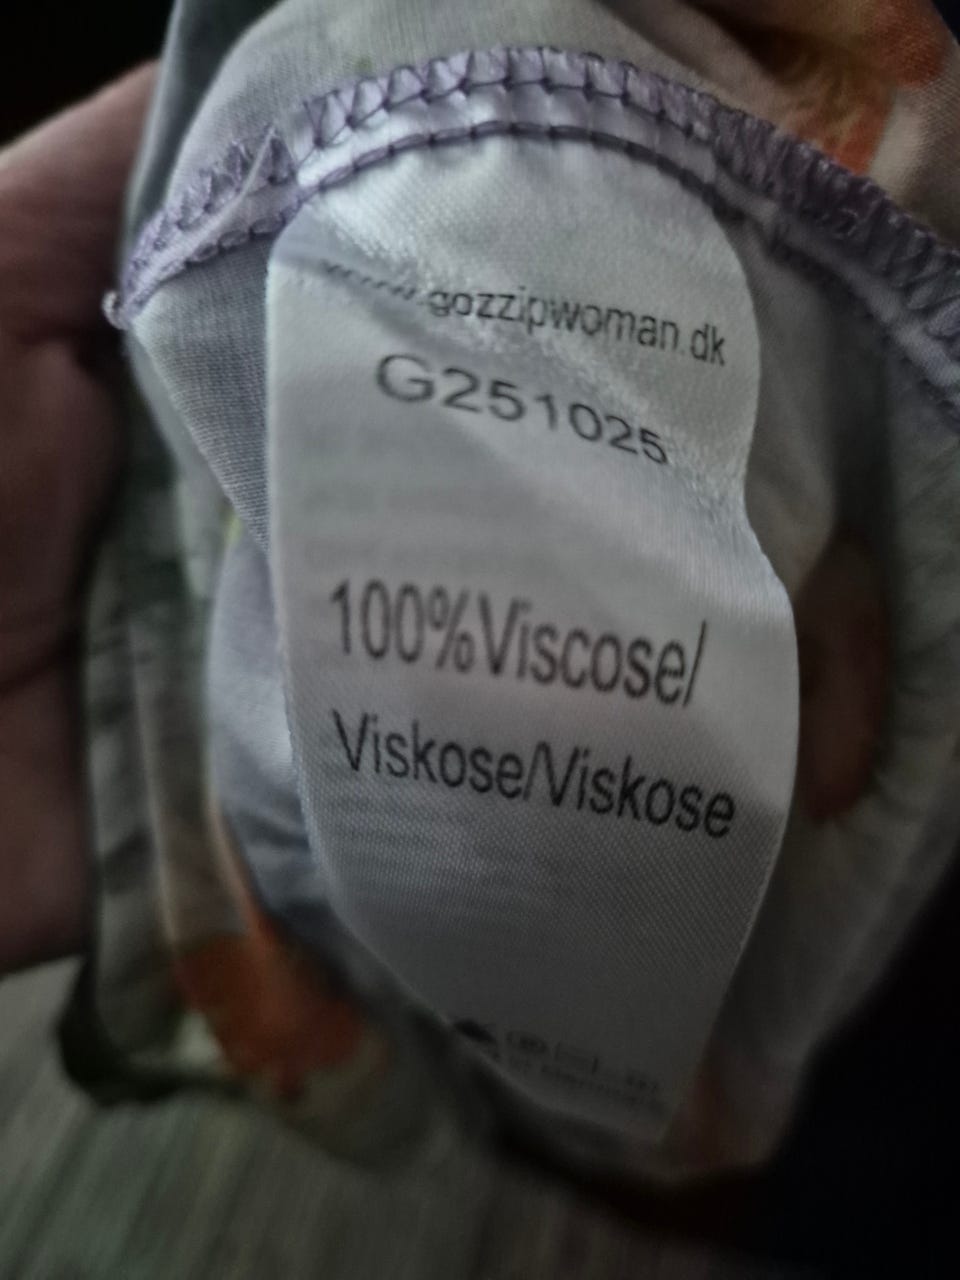 www.gozzipwoman.dk
G251025
100%Viscose/
Viskose/Viskose